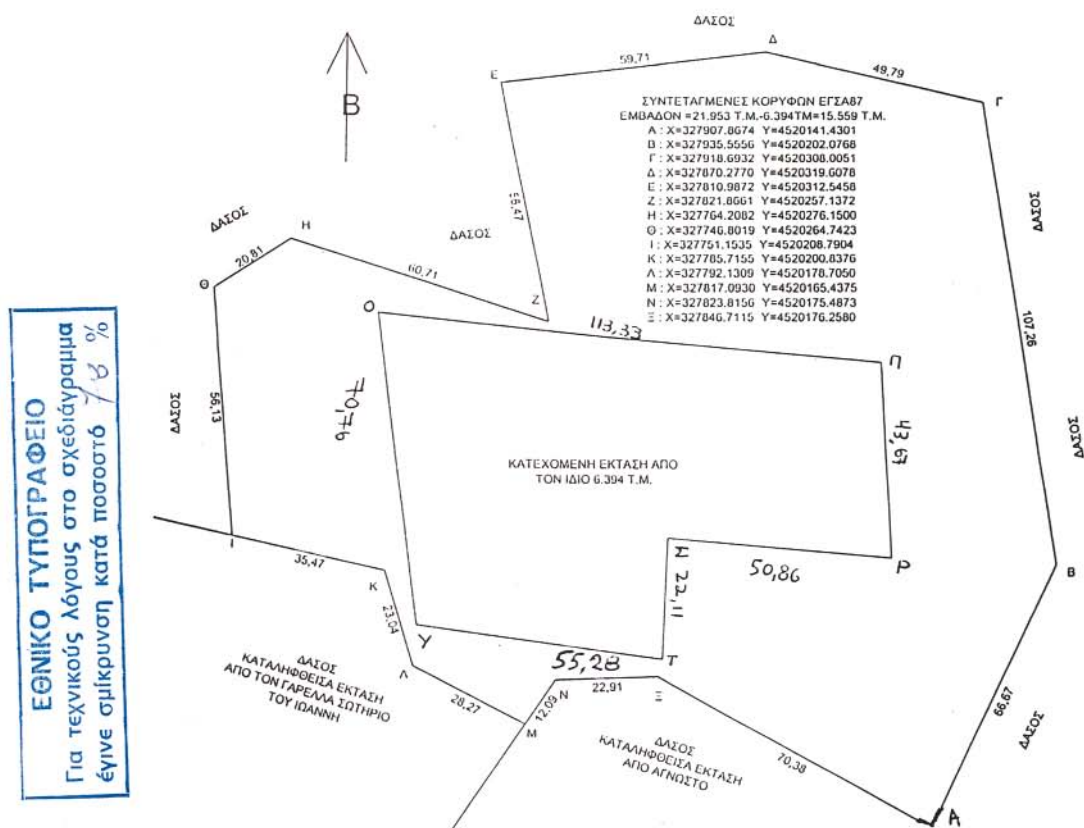 ΔΑΣΟΣ
Δ
59,71
49,79
Ε
Γ
Β
ΣΥΝΤΕΤΑΓΜΕΝΕΣ ΚΟΡΥΦΩΝ ΕΓΣΑ87
ΕΜΒΑΔΟΝ =21.953 Τ.Μ.-6.394ΤΜ=15.559 Τ.Μ.
Α : Χ=327907.8674 Υ=4520141.4301
Β : Χ=327935.5556 Υ=4520202.0768
Γ : Χ=327918.6932 Υ=4520308.0051
Δ : Χ=327870.2770 Υ=4520319.6078
Ε : Χ=327810.9872 Υ=4520312.5458
Ζ : Χ=327821.8661 Υ=4520257.1372
Η : Χ=327764.2082 Υ=4520276.1500
Θ : Χ=327746.8019 Υ=4520264.7423
Ι : Χ=327751.1535 Υ=4520208.7904
Κ : Χ=327785.7155 Υ=4520200.8376
Λ : Χ=327792.1309 Υ=4520178.7050
Μ : Χ=327817.0930 Υ=4520165.4375
Ν : Χ=327823.8156 Υ=4520175.4873
Ξ : Χ=327846.7115 Υ=4520176.2580
ΔΑΣΟΣ
ΔΑΣΟΣ
Η
ΔΑΣΟΣ
20,81
60,71
Θ
Ζ
Ο
113,33
107,26
Π
70,76
43,67
56,13
ΔΑΣΟΣ
ΔΑΣΟΣ
ΚΑΤΕΧΟΜΕΝΗ ΕΚΤΑΣΗ ΑΠΟ
ΤΟΝ ΙΔΙΟ 6.394 Τ.Μ.
Ι
35,47
Κ
23,04
Σ
22,11
50,86
Ρ
Β
Υ
55,28
Τ
Λ
28,27
Μ
12,09
Ν
22,91
Ξ
70,38
66,67
ΔΑΣΟΣ
Α
ΔΑΣΟΣ
ΚΑΤΑΛΗΦΘΕΙΣΑ ΕΚΤΑΣΗ
ΑΠΟ ΤΟΝ ΓΑΡΕΛΛΑ ΣΩΤΗΡΙΟ
ΤΟΥ ΙΩΑΝΝΗ
ΔΑΣΟΣ
ΚΑΤΑΛΗΦΘΕΙΣΑ ΕΚΤΑΣΗ
ΑΠΟ ΑΓΝΩΣΤΟ
ΕΘΝΙΚΟ ΤΥΠΟΓΡΑΦΕΙΟ
Για τεχνικούς λόγους στο σχεδιάγραμμα
έγινε σμίκρυνση κατά ποσοστό 78 %